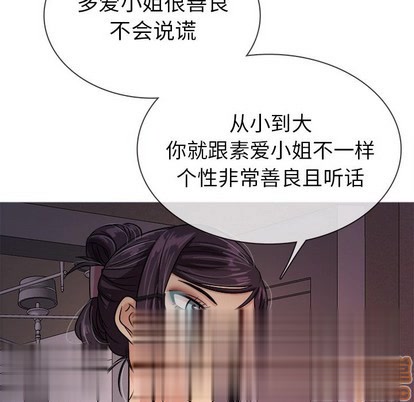 多爱小姐很善良
不会说谎
从小到大
你就跟素爱小姐不一样
个性非常善良且听话